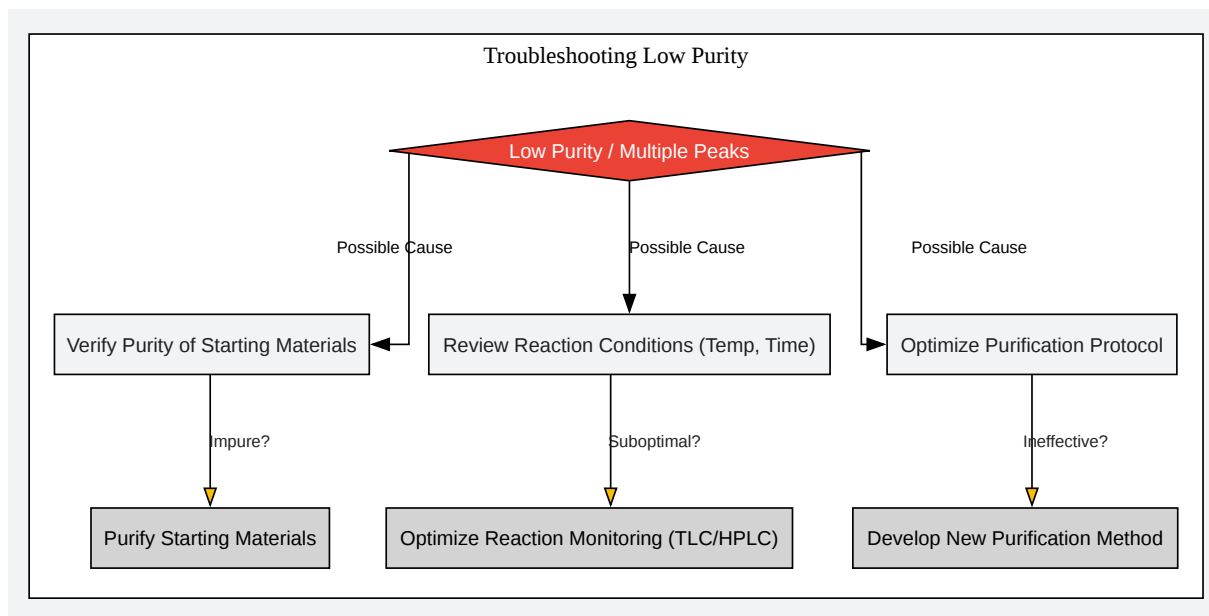 Troubleshooting Low Purity
Low Purity / Multiple Peaks
Possible Cause
Possible Cause
Possible Cause
Verify Purity of Starting Materials
Review Reaction Conditions (Temp, Time)
Optimize Purification Protocol
Impure?
Suboptimal?
Ineffective?
Purify Starting Materials
Optimize Reaction Monitoring (TLC/HPLC)
Develop New Purification Method